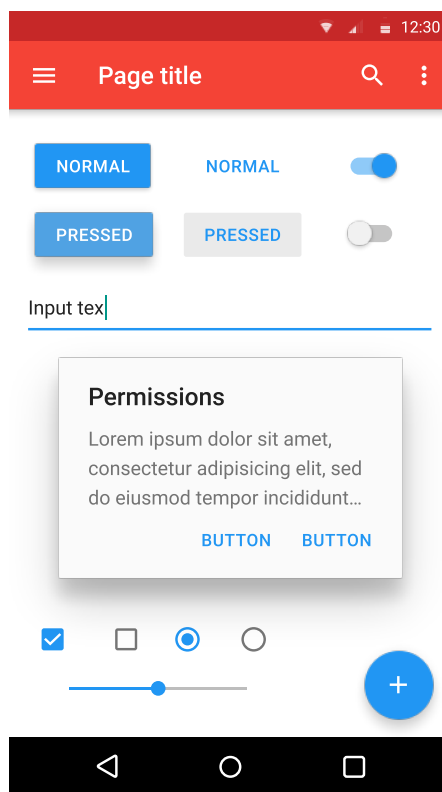 12:30
Page title
NORMAL NORMAL
PRESSED PRESSED
Input tex
Permissions
Lorem ipsum dolor sit amet,
consectetur adipisicing elit, sed
do eiusmod tempor incididunt...
BUTTON BUTTON